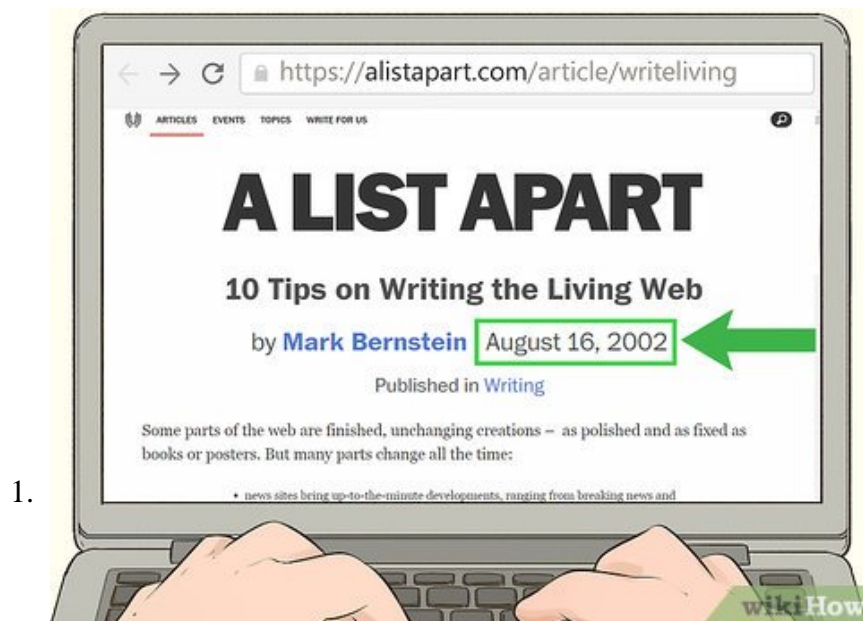 https://alistapart.com/article/writeliving
ARTICLES EVENTS TOPICS WRITE FOR US
A LIST APART
10 Tips on Writing the Living Web
by Mark Bernstein August 16, 2002
Published in Writing
Some parts of the web are finished, unchanging creations – as polished and as fixed as
books or posters. But many parts change all the time:
• news sites bring up-to-the-minute developments, ranging from breaking news and
1.
wikiHow